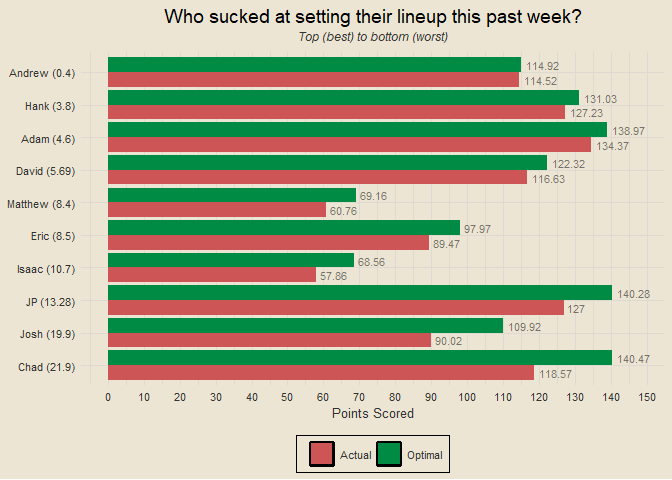 Who sucked at setting their lineup this past week?
Top (best) to bottom (worst)
Andrew (0.4) 114.92
114.52
Hank (3.8) 131.03
127.23
Adam (4.6) 138.97
134.37
David (5.69) 122.32
116.63
Matthew (8.4) 69.16
60.76
Eric (8.5) 97.97
89.47
Isaac (10.7) 68.56
57.86
JP (13.28) 140.28
127
Josh (19.9) 109.92
90.02
Chad (21.9) 140.47
118.57
0 10 20 30 40 50 60 70 80 90 100 110 120 130 140 150
Points Scored
Actual Optimal